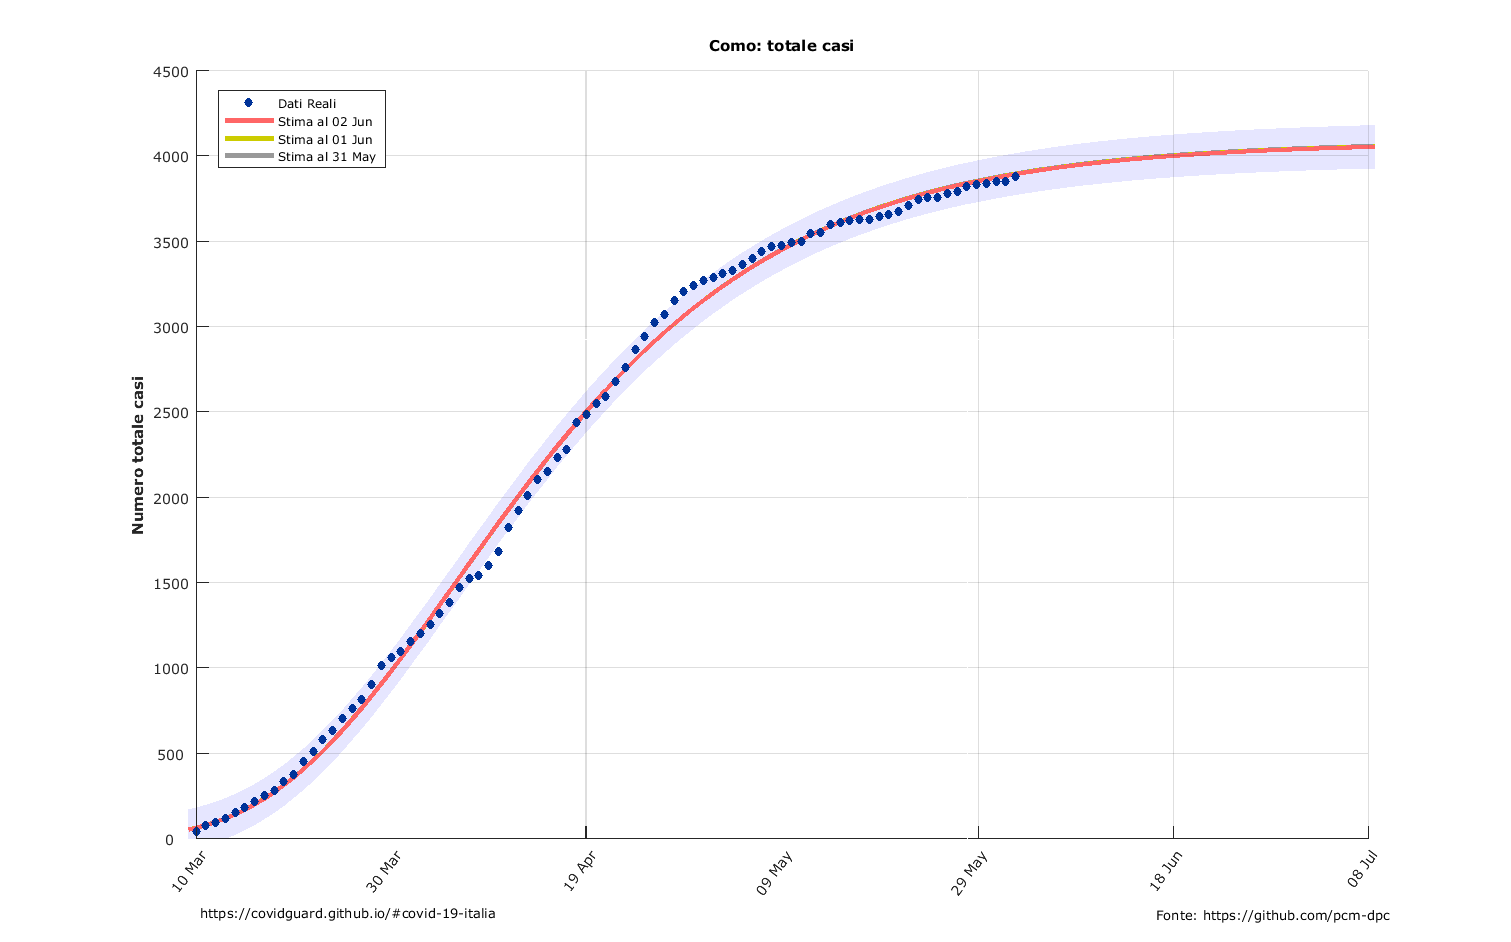 Como: totale casi
4500
4000
3500
3000
2500
2000
1500
1000
500
0
Numero totale casi
Dati Reali
Stima al 02 Jun
Stima al 01 Jun
Stima al 31 May
10 Mar
30 Mar
19 Apr
09 May
29 May
18 Jun
08 Jul
https://covidguard.github.io/#covid-19-italia
Fonte: https://github.com/pcm-dpc